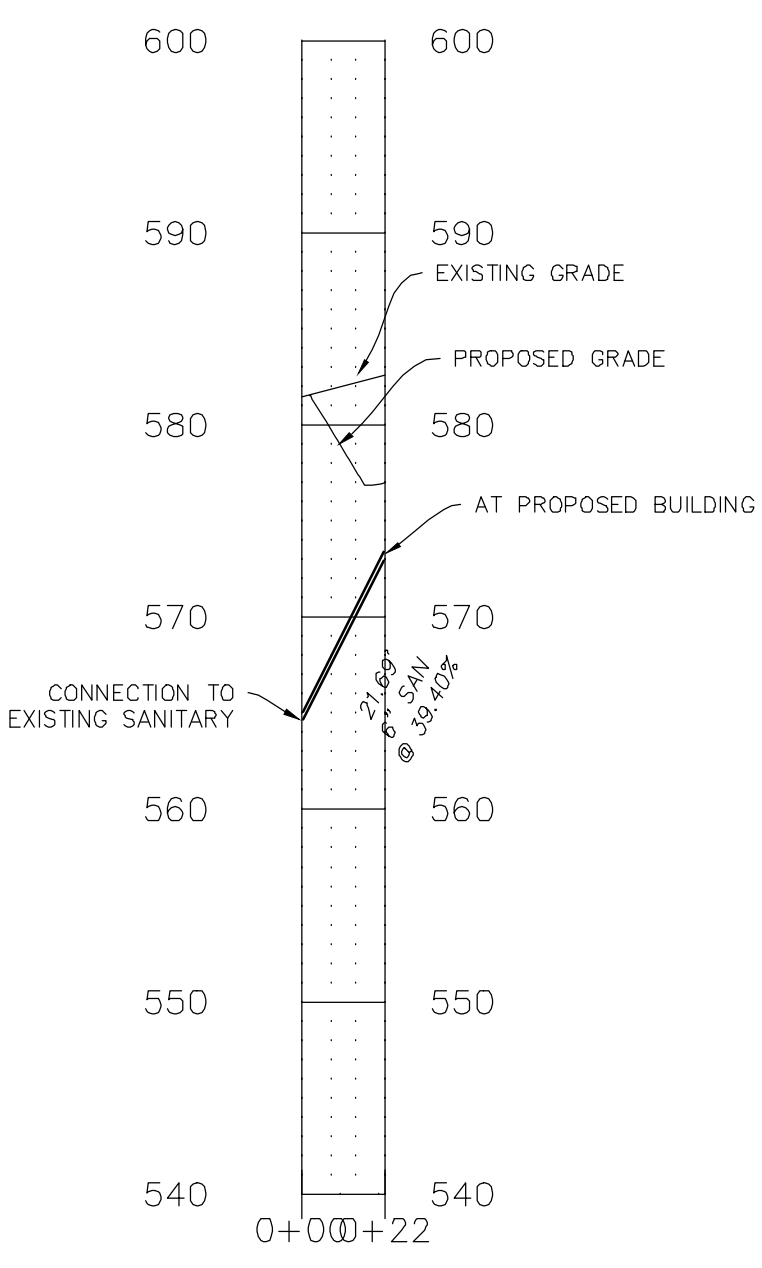 600 600
590 590
EXISTING GRADE
PROPOSED GRADE
580 580
AT PROPOSED BUILDING
570 570
21.69'
6" SAN
@ 39.40%
CONNECTION TO
EXISTING SANITARY
560 560
550 550
540 540
0+00 0+22